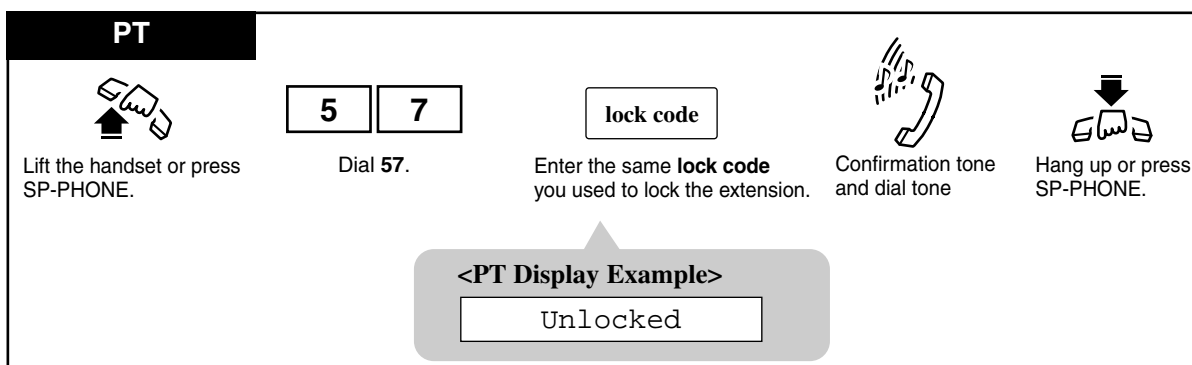 PT
5 7
lock code
Lift the handset or press
SP-PHONE.
Dial 57.
Enter the same lock code
you used to lock the extension.
Confirmation tone
and dial tone
Hang up or press
SP-PHONE.
<PT Display Example>
Unlocked